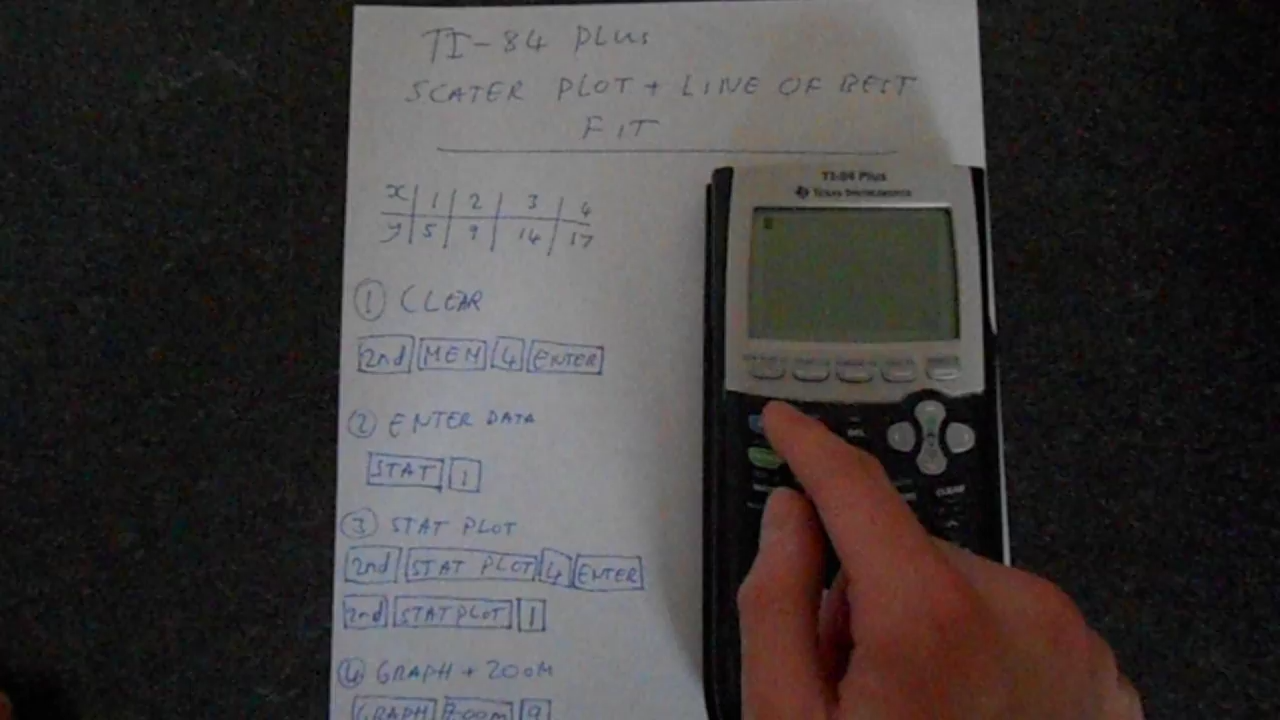 TI-84 Plus
SCATER PLOT + LINE OF BEST
FIT
x 1 2 3 4
y 5 9 14 17
① CLEAR
2nd MEM 4 ENTER
② ENTER DATA
STAT 1
③ STAT PLOT
2nd STAT PLOT 4 ENTER
2nd STAT PLOT 1
④ GRAPH + ZOOM
GRAPH ZOOM 9
TI-84 Plus
TEXAS INSTRUMENTS
DEL
CLEAR